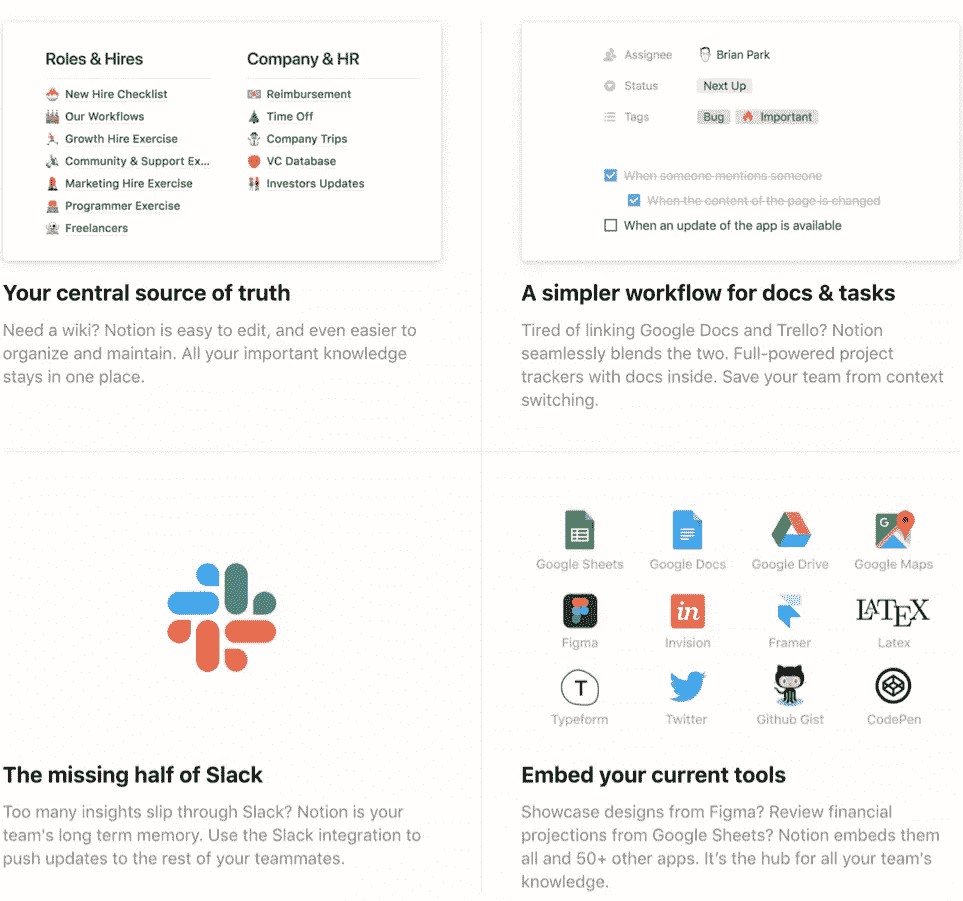 Roles & Hires
New Hire Checklist
Our Workflows
Growth Hire Exercise
Community & Support Ex...
Marketing Hire Exercise
Programmer Exercise
Freelancers
Company & HR
Reimbursement
Time Off
Company Trips
VC Database
Investors Updates
Your central source of truth
Need a wiki? Notion is easy to edit, and even easier to
organize and maintain. All your important knowledge
stays in one place.
Assignee Brian Park
Status Next Up
Tags Bug Important
When someone mentions someone
When the content of the page is changed
When an update of the app is available
A simpler workflow for docs & tasks
Tired of linking Google Docs and Trello? Notion
seamlessly blends the two. Full-powered project
trackers with docs inside. Save your team from context
switching.
The missing half of Slack
Too many insights slip through Slack? Notion is your
team's long term memory. Use the Slack integration to
push updates to the rest of your teammates.
G
Google Sheets Google Docs Google Drive Google Maps
in LATEX
Figma Invision Framer Latex
T
Typeform Twitter Github Gist CodePen
Embed your current tools
Showcase designs from Figma? Review financial
projections from Google Sheets? Notion embeds them
all and 50+ other apps. It's the hub for all your team's
knowledge.